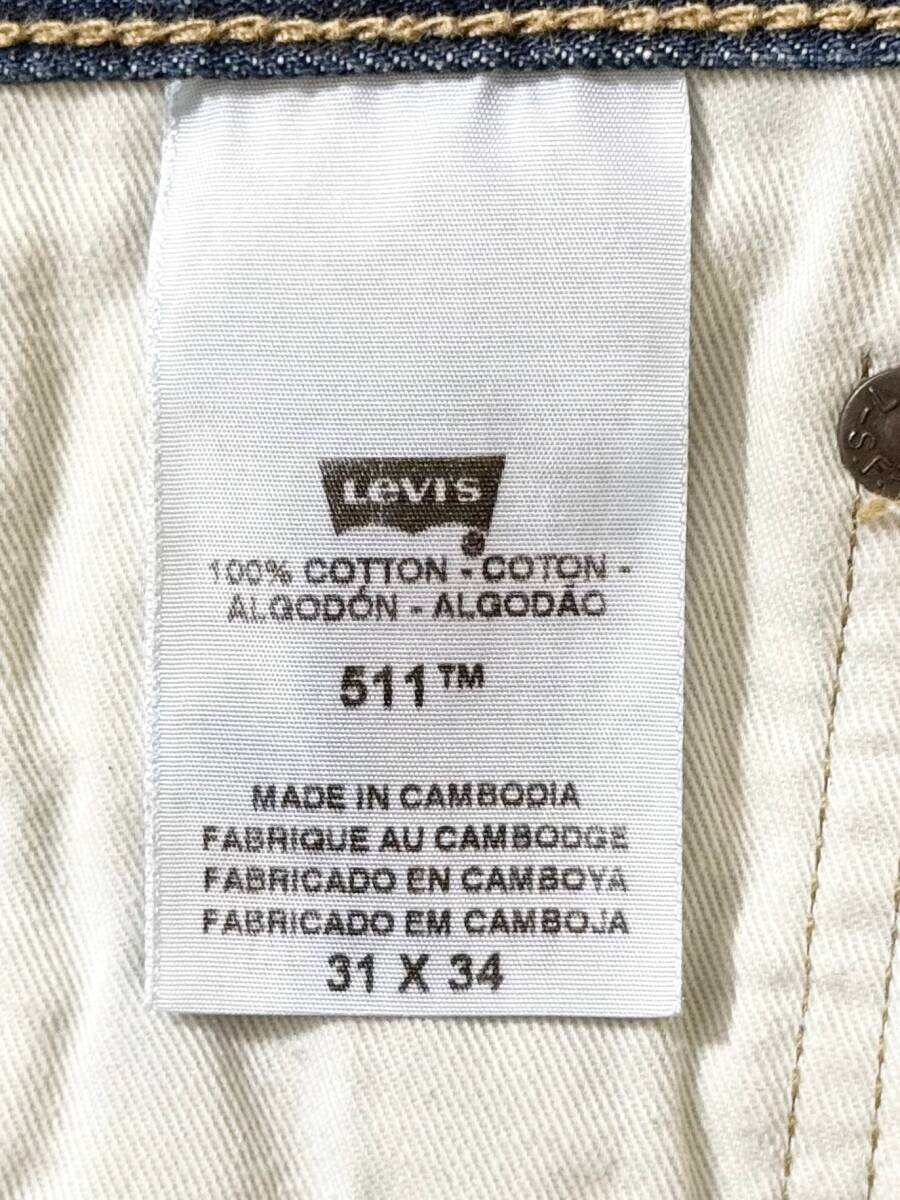 Levi's
®
100% COTTON - COTON -
ALGODÓN - ALGODÃO
511™
MADE IN CAMBODIA
FABRIQUE AU CAMBODGE
FABRICADO EN CAMBOYA
FABRICADO EM CAMBOJA
31 X 34